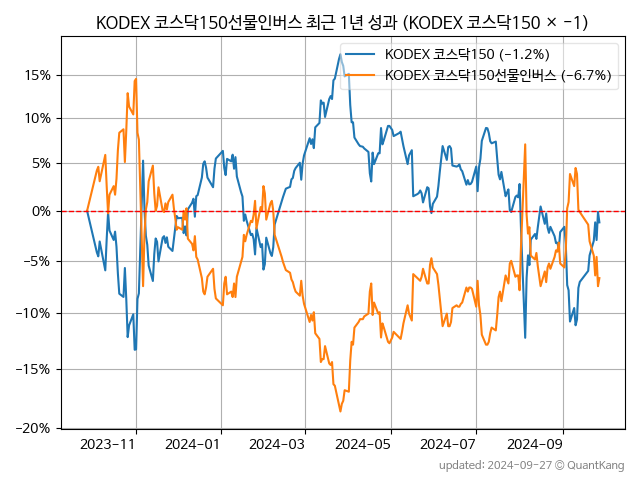 KODEX 코스닥150선물인버스 최근 1년 성과 (KODEX 코스닥150 × −1)
KODEX 코스닥150 (−1.2%)
KODEX 코스닥150선물인버스 (−6.7%)
15%
10%
5%
0%
−5%
−10%
−15%
−20%
2023-11 2024-01 2024-03 2024-05 2024-07 2024-09
updated: 2024-09-27 © QuantKang